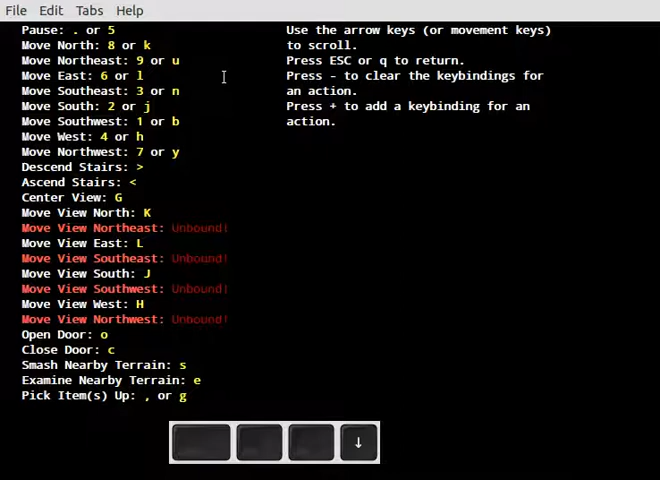 File Edit Tabs Help
Pause: . or 5
Move North: 8 or k
Move Northeast: 9 or u
Move East: 6 or l
Move Southeast: 3 or n
Move South: 2 or j
Move Southwest: 1 or b
Move West: 4 or h
Move Northwest: 7 or y
Descend Stairs: >
Ascend Stairs: <
Center View: G
Move View North: K
Move View Northeast: Unbound!
Move View East: L
Move View Southeast: Unbound!
Move View South: J
Move View Southwest: Unbound!
Move View West: H
Move View Northwest: Unbound!
Open Door: o
Close Door: c
Smash Nearby Terrain: s
Examine Nearby Terrain: e
Pick Item(s) Up: , or g
Use the arrow keys (or movement keys)
to scroll.
Press ESC or q to return.
Press - to clear the keybindings for
an action.
Press + to add a keybinding for an
action.
↓